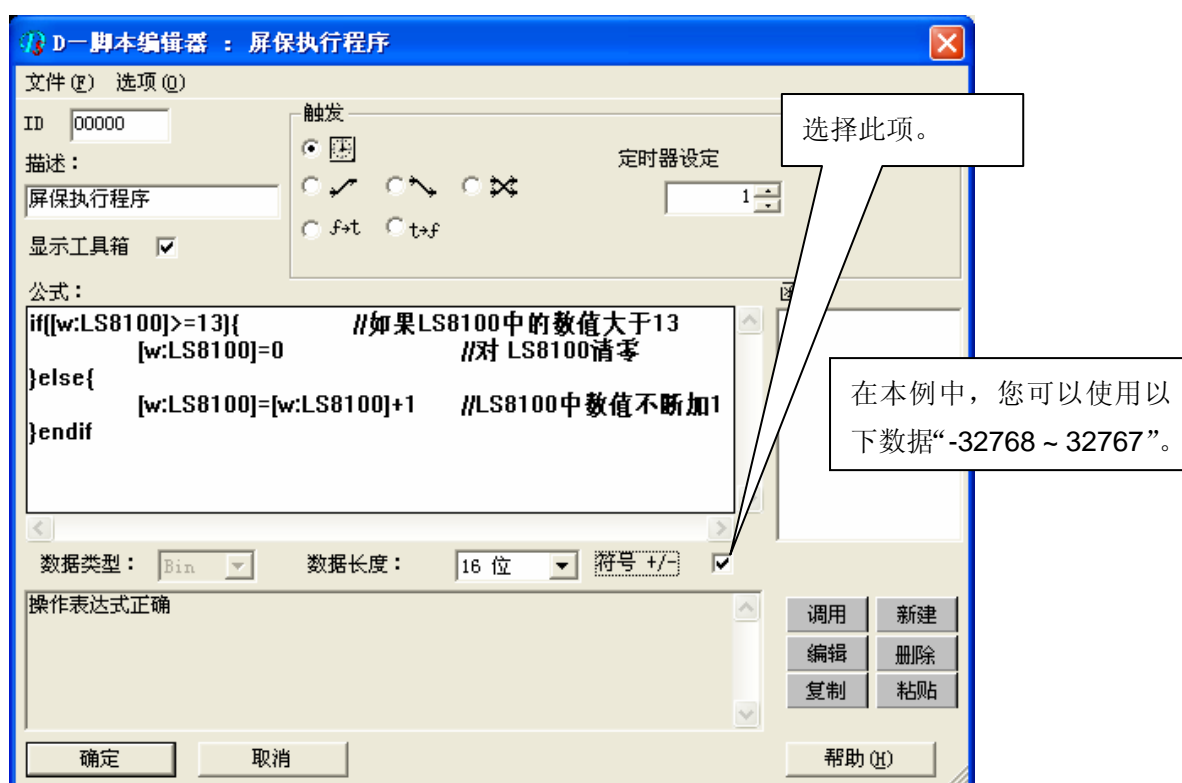 D一脚本编辑器 : 屏保执行程序
文件(F) 选项(O)
ID 00000
触发
选择此项。
描述:
定时器设定
屏保执行程序
1
f→t t→f
显示工具箱
公式:
if([w:LS8100]>=13){ //如果LS8100中的数值大于13
[w:LS8100]=0 //对 LS8100请零
}else{
[w:LS8100]=[w:LS8100]+1 //LS8100中数值不断加1
}endif
在本例中，您可以使用以
下数据“-32768 ~ 32767”。
数据类型: Bin 数据长度: 16 位 符号 +/-
操作表达式正确
调用 新建
编辑 删除
复制 粘贴
确定 取消 帮助(H)